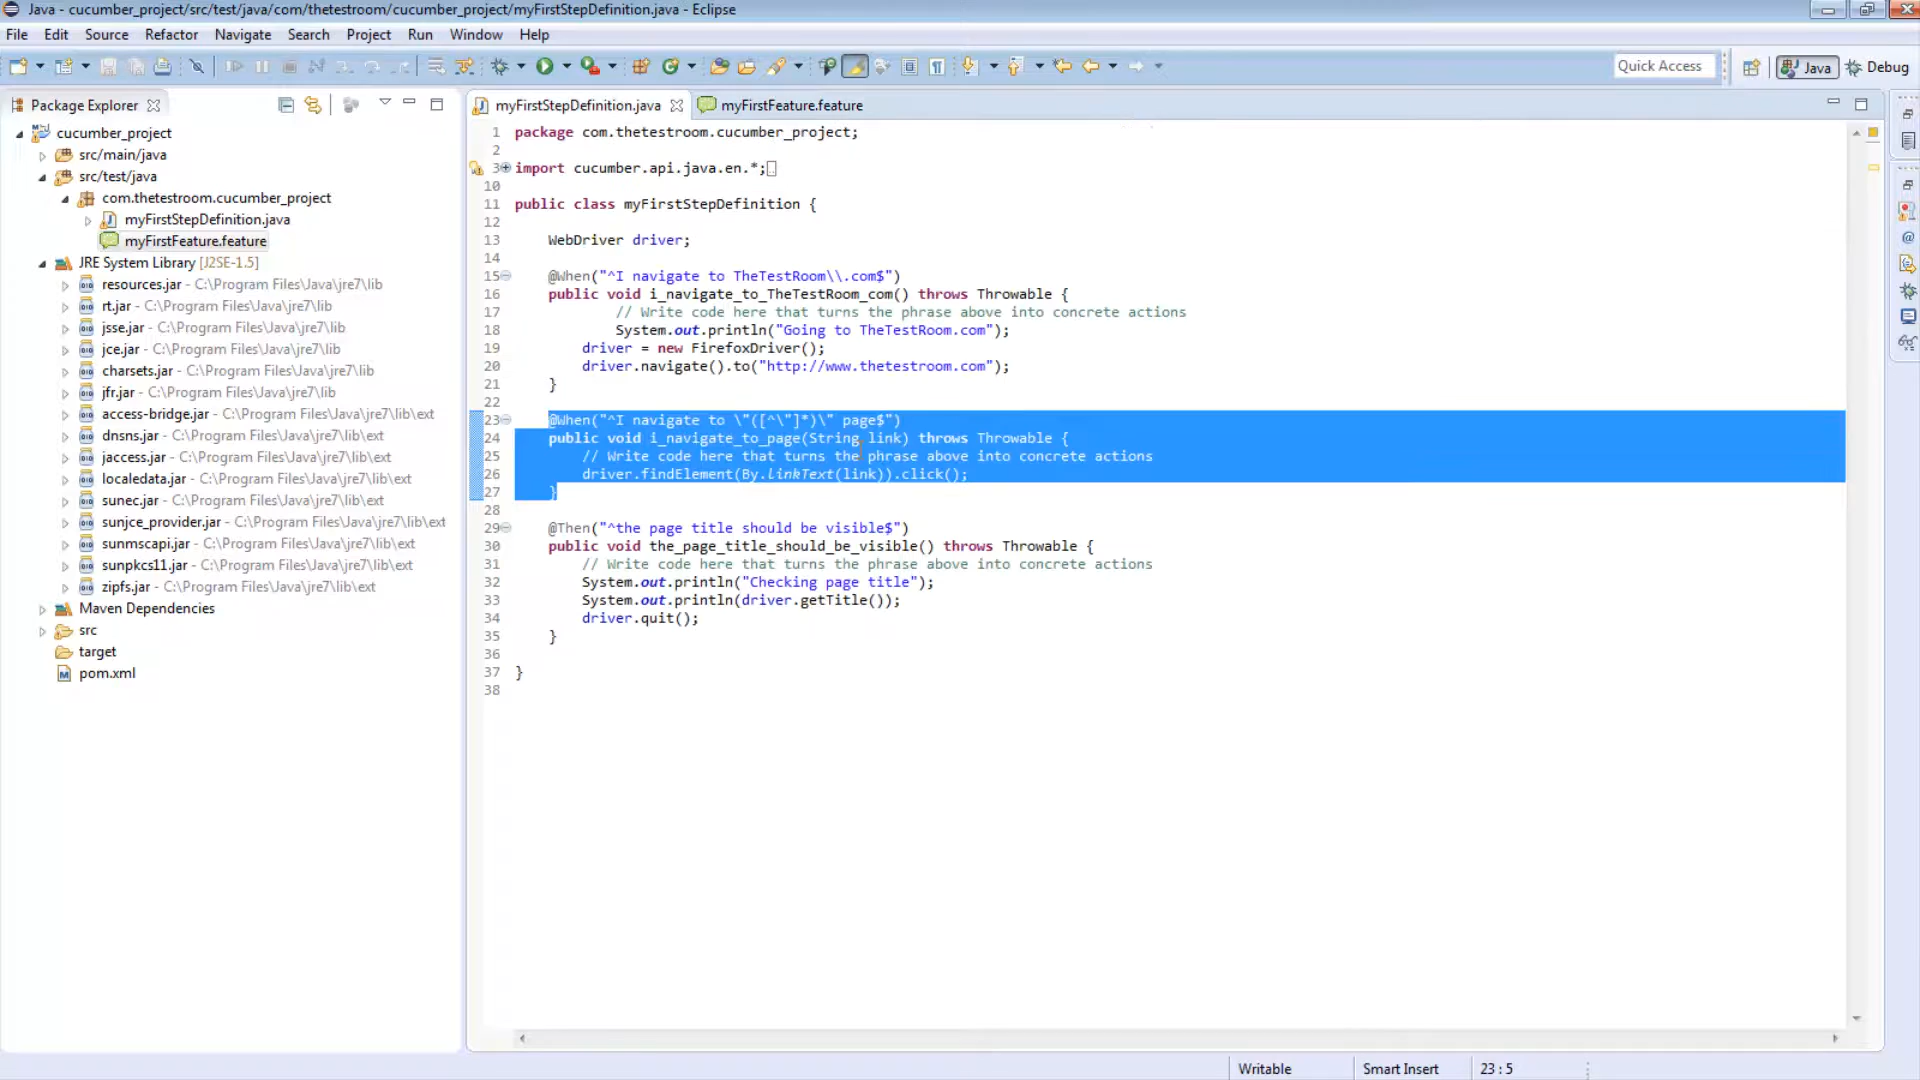 Java - cucumber_project/src/test/java/com/thetestroom/cucumber_project/myFirstStepDefinition.java - Eclipse
File Edit Source Refactor Navigate Search Project Run Window Help
Quick Access Java Debug
Package Explorer
cucumber_project
src/main/java
src/test/java
com.thetestroom.cucumber_project
myFirstStepDefinition.java
myFirstFeature.feature
JRE System Library [J2SE-1.5]
resources.jar - C:\Program Files\Java\jre7\lib
rt.jar - C:\Program Files\Java\jre7\lib
jsse.jar - C:\Program Files\Java\jre7\lib
jce.jar - C:\Program Files\Java\jre7\lib
charsets.jar - C:\Program Files\Java\jre7\lib
jfr.jar - C:\Program Files\Java\jre7\lib
access-bridge.jar - C:\Program Files\Java\jre7\lib\ext
dnsns.jar - C:\Program Files\Java\jre7\lib\ext
jaccess.jar - C:\Program Files\Java\jre7\lib\ext
localedata.jar - C:\Program Files\Java\jre7\lib\ext
sunec.jar - C:\Program Files\Java\jre7\lib\ext
sunjce_provider.jar - C:\Program Files\Java\jre7\lib\ext
sunmscapi.jar - C:\Program Files\Java\jre7\lib\ext
sunpkcs11.jar - C:\Program Files\Java\jre7\lib\ext
zipfs.jar - C:\Program Files\Java\jre7\lib\ext
Maven Dependencies
src
target
pom.xml
myFirstStepDefinition.java myFirstFeature.feature
1 package com.thetestroom.cucumber_project;
2
3 import cucumber.api.java.en.*;
10
11 public class myFirstStepDefinition {
12
13 WebDriver driver;
14
15 @When("^I navigate to TheTestRoom\\.com$")
16 public void i_navigate_to_TheTestRoom_com() throws Throwable {
17 // Write code here that turns the phrase above into concrete actions
18 System.out.println("Going to TheTestRoom.com");
19 driver = new FirefoxDriver();
20 driver.navigate().to("http://www.thetestroom.com");
21 }
22
23 @When("^I navigate to \"([^\"]*)\" page$")
24 public void i_navigate_to_page(String link) throws Throwable {
25 // Write code here that turns the phrase above into concrete actions
26 driver.findElement(By.linkText(link)).click();
27 }
28
29 @Then("^the page title should be visible$")
30 public void the_page_title_should_be_visible() throws Throwable {
31 // Write code here that turns the phrase above into concrete actions
32 System.out.println("Checking page title");
33 System.out.println(driver.getTitle());
34 driver.quit();
35 }
36
37 }
38
Writable Smart Insert 23 : 5